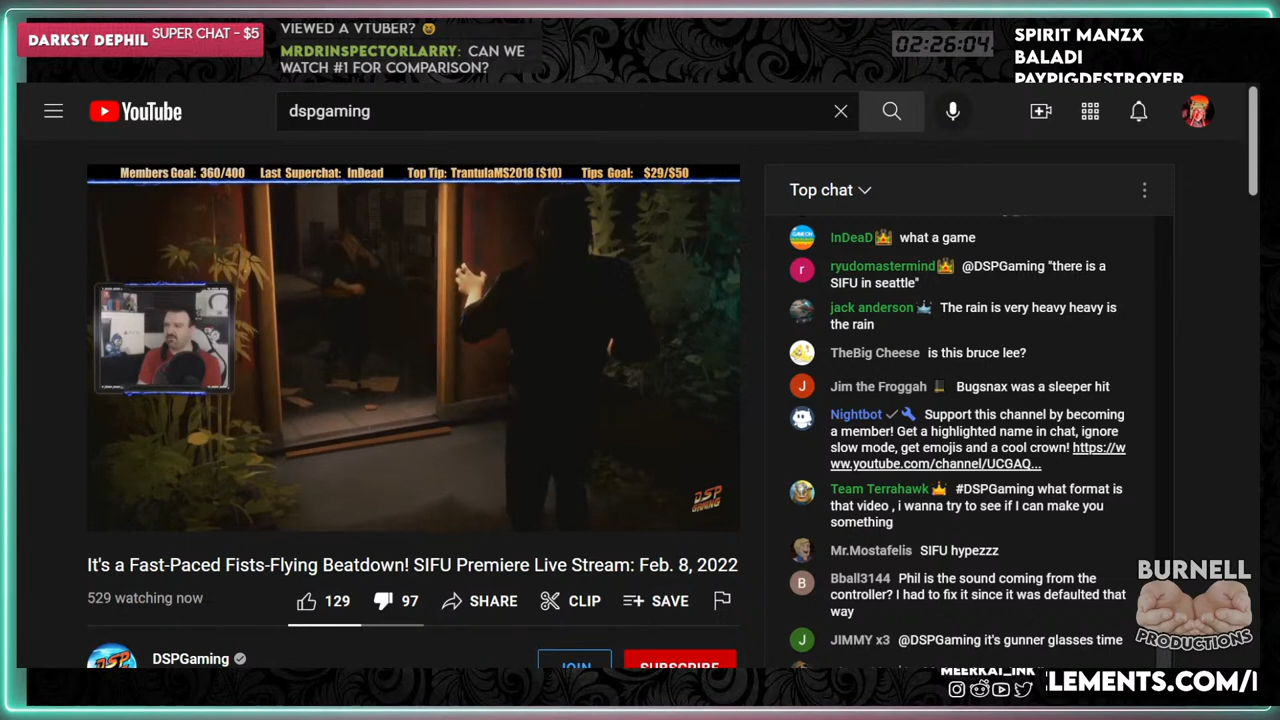 DARKSY DEPHIL SUPER CHAT - $5
VIEWED A VTUBER?
MRDRINSPECTORLARRY: CAN WE
WATCH #1 FOR COMPARISON?
02:26:04
SPIRIT MANZX
BALADI
PAYPIGDESTROYER
YouTube
dspgaming
Members Goal: 360/400 Last Superchat: InDead Top Tip: TrantulaMS2018 ($10) Tips Goal: $29/$50
DSP
GAMING
It's a Fast-Paced Fists-Flying Beatdown! SIFU Premiere Live Stream: Feb. 8, 2022
529 watching now
129
97
SHARE
CLIP
SAVE
DSPGaming
JOIN
SUBSCRIBE
Top chat
InDeaD what a game
ryudomastermind @DSPGaming "there is a
SIFU in seattle"
jack anderson The rain is very heavy heavy is
the rain
TheBig Cheese is this bruce lee?
Jim the Froggah Bugsnax was a sleeper hit
Nightbot Support this channel by becoming
a member! Get a highlighted name in chat, ignore
slow mode, get emojis and a cool crown! https://w
ww.youtube.com/channel/UCGAQ...
Team Terrahawk #DSPGaming what format is
that video , i wanna try to see if I can make you
something
Mr.Mostafelis SIFU hypezzz
Bball3144 Phil is the sound coming from the
controller? I had to fix it since it was defaulted that
way
JIMMY x3 @DSPGaming it's gunner glasses time
BURNELL
PRODUCTIONS
MEERKAI_INK
LEMENTS.COM/